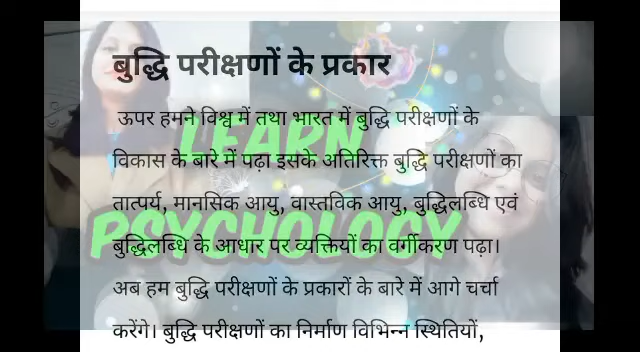 बुद्धि परीक्षणों के प्रकार
ऊपर हमने विश्व में तथा भारत में बुद्धि परीक्षणों के
विकास के बारे में पढ़ा इसके अतिरिक्त बुद्धि परीक्षणों का
तात्पर्य, मानसिक आयु, वास्तविक आयु, बुद्धिलब्धि एवं
बुद्धिलब्धि के आधार पर व्यक्तियों का वर्गीकरण पढ़ा।
अब हम बुद्धि परीक्षणों के प्रकारों के बारे में आगे चर्चा
करेंगे। बुद्धि परीक्षणों का निर्माण विभिन्न स्थितियों,
LEARN
PSYCHOLOGY